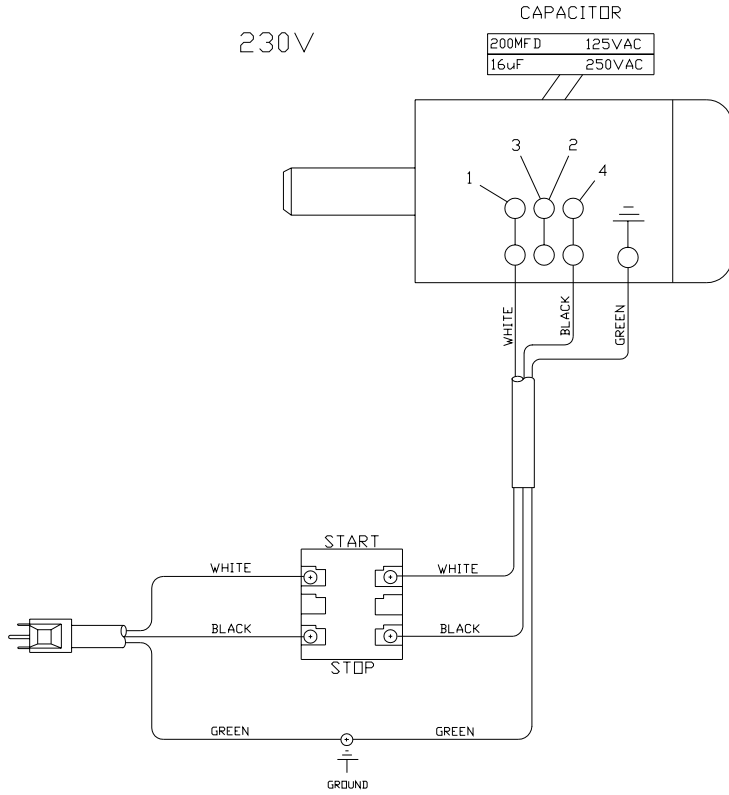 CAPACITOR
230V
200MFD 125VAC
16uF 250VAC
3 2
1 4
WHITE
BLACK
GREEN
START
WHITE WHITE
BLACK BLACK
STOP
GREEN GREEN
GROUND